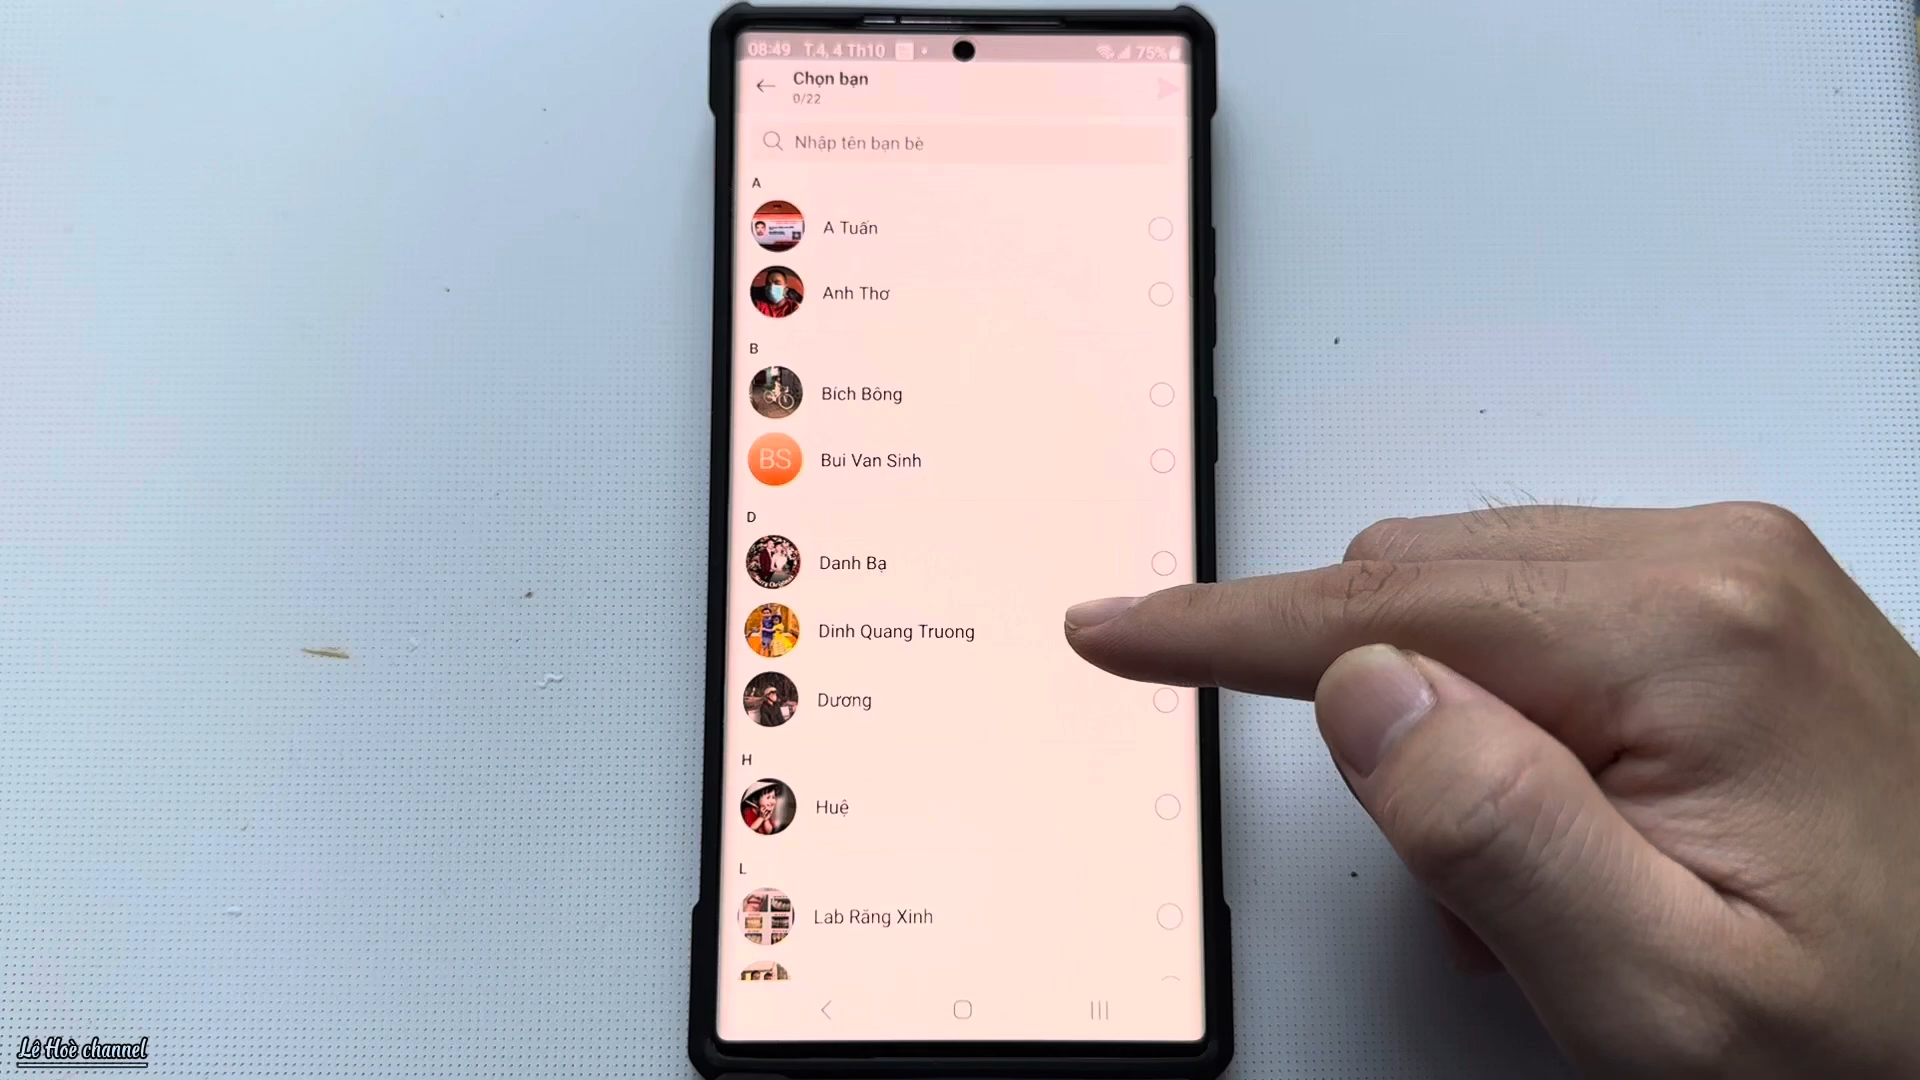 08:49 T.4, 4 Th10
75%
Chọn bạn
0/22
Nhập tên bạn bè
A
A Tuấn
Anh Thơ
B
Bích Bông
BS
Bui Van Sinh
D
Danh Bạ
Dinh Quang Truong
Dương
H
Huệ
L
Lab Răng Xinh
Lê Hoè channel